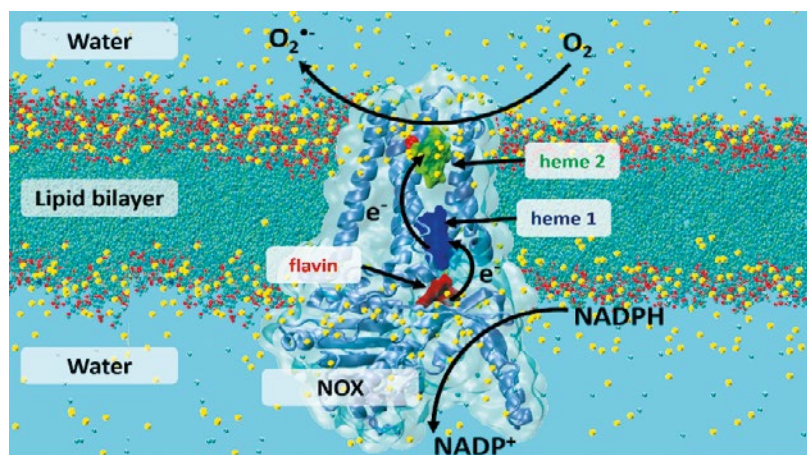 Water
O₂•⁻
O₂
heme 2
Lipid bilayer
e⁻
heme 1
flavin
e⁻
NADPH
Water
NOX
NADP⁺